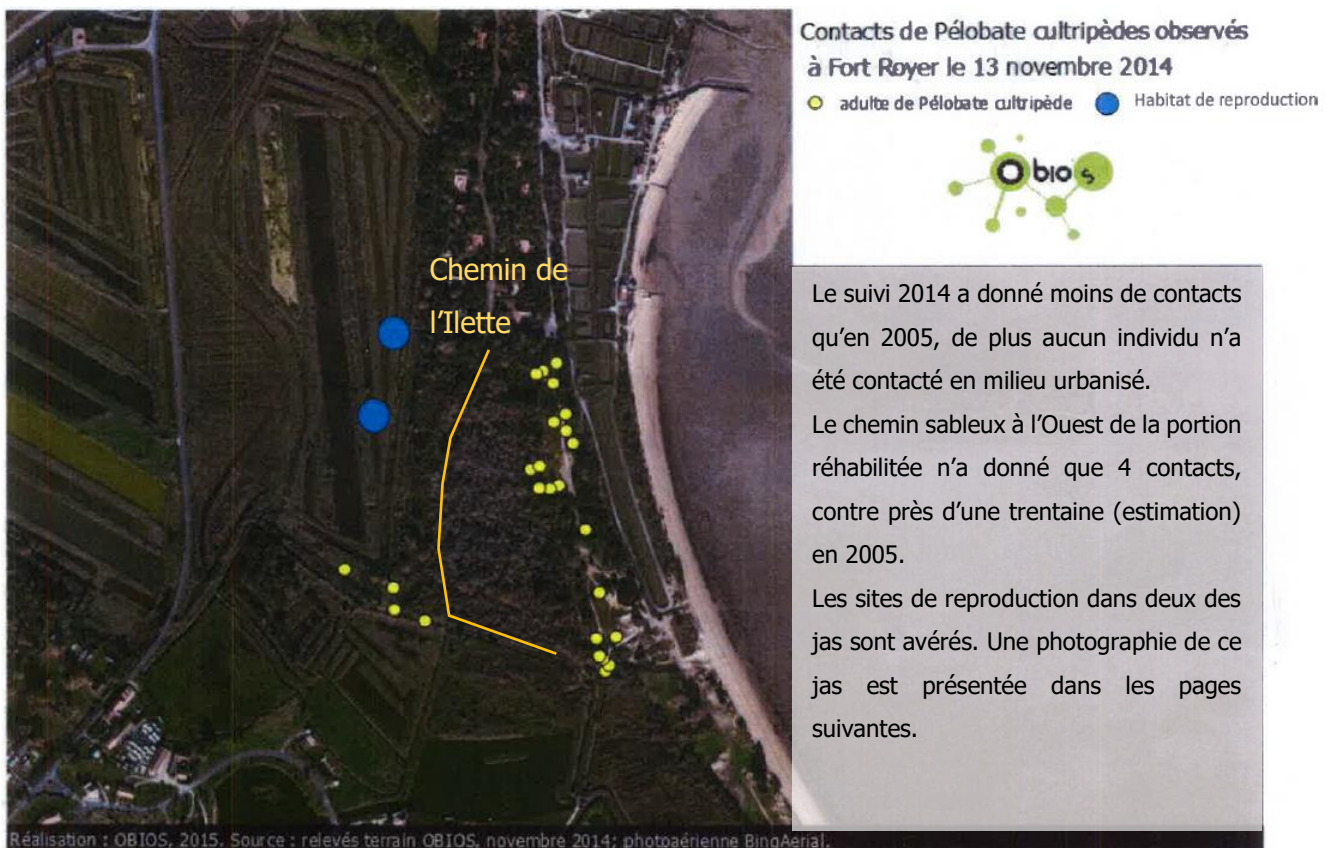 Contacts de Pélobate cultripèdes observés
à Fort Royer le 13 novembre 2014
adulte de Pélobate cultripède Habitat de reproduction
Obio's
Chemin de
l'Ilette
Le suivi 2014 a donné moins de contacts
qu'en 2005, de plus aucun individu n'a
été contacté en milieu urbanisé.
Le chemin sableux à l'Ouest de la portion
réhabilitée n'a donné que 4 contacts,
contre près d'une trentaine (estimation)
en 2005.
Les sites de reproduction dans deux des
jas sont avérés. Une photographie de ce
jas est présentée dans les pages
suivantes.
Réalisation : OBIOS, 2015. Source : relevés terrain OBIOS, novembre 2014; photoaérienne BingAerial.